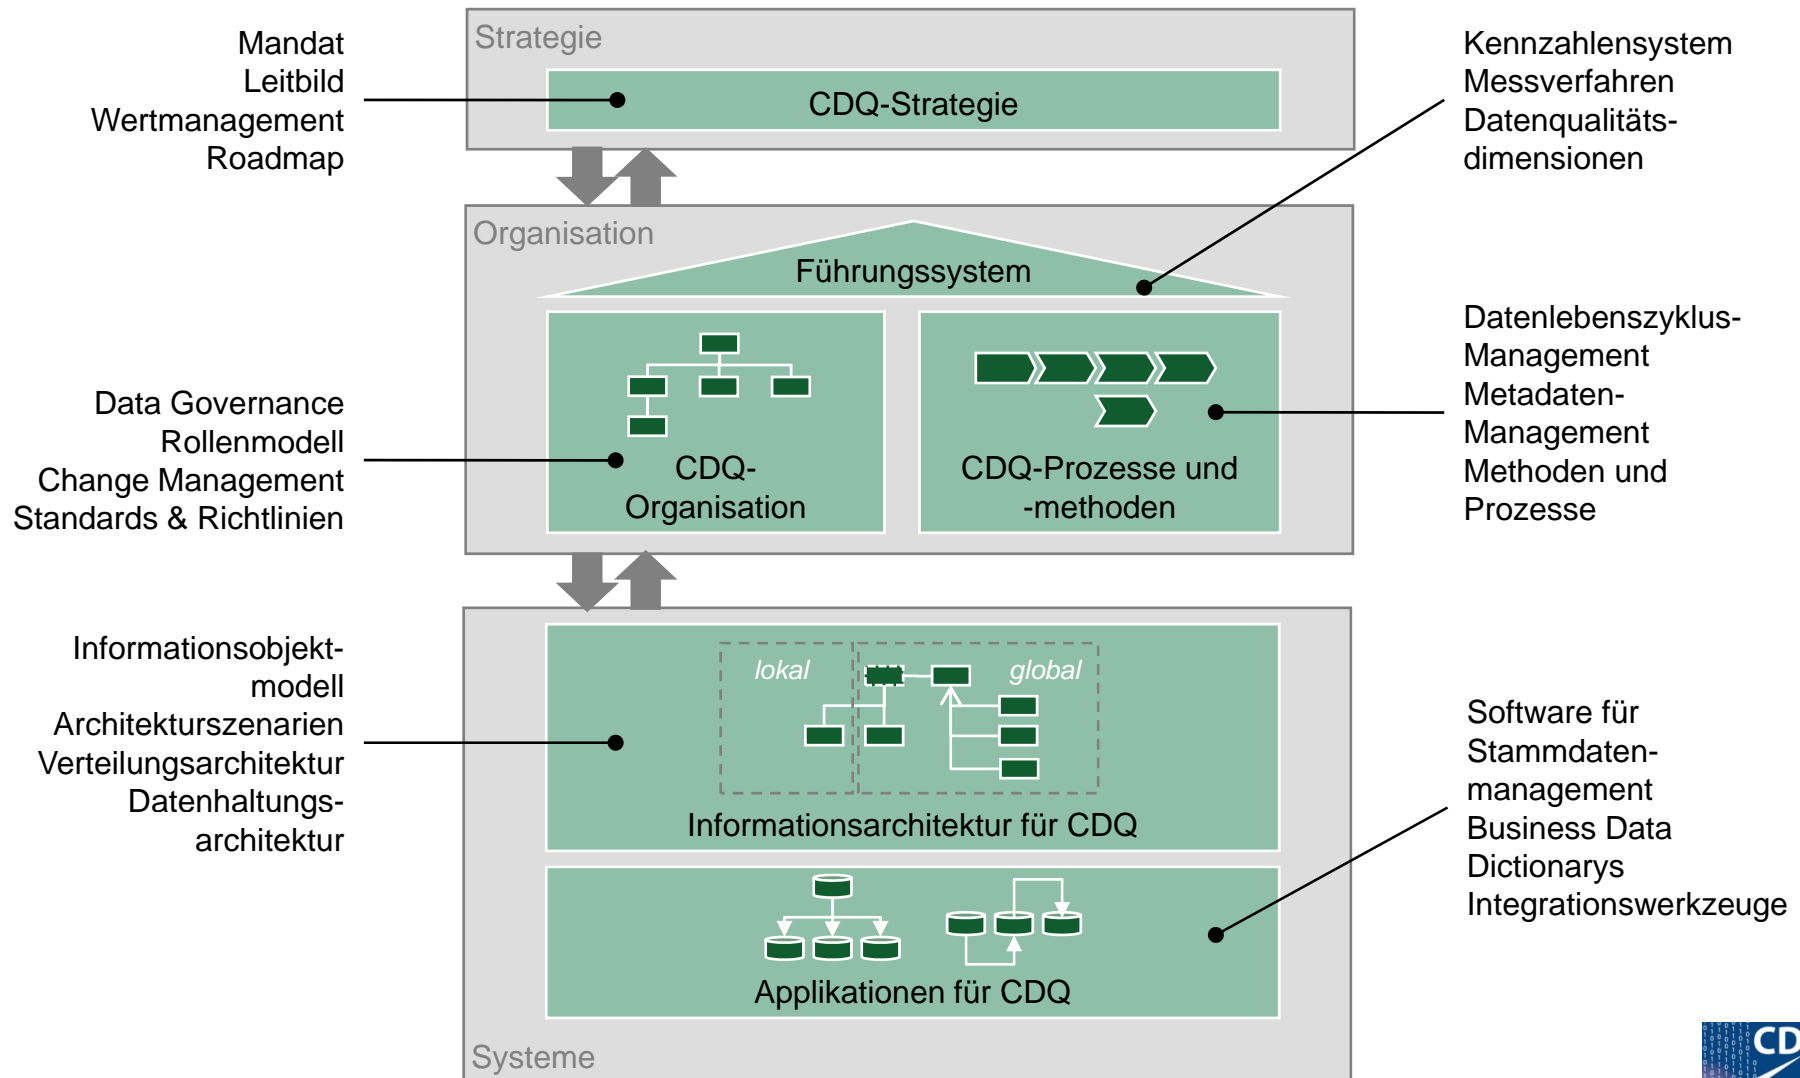 Mandat
Leitbild
Wertmanagement
Roadmap
Strategie
CDQ-Strategie
Kennzahlensystem
Messverfahren
Datenqualitäts-
dimensionen
Organisation
Führungssystem
Data Governance
Rollenmodell
Change Management
Standards & Richtlinien
CDQ-
Organisation
CDQ-Prozesse und
-methoden
Datenlebenszyklus-
Management
Metadaten-
Management
Methoden und
Prozesse
Informationsobjekt-
modell
Architekturszenarien
Verteilungsarchitektur
Datenhaltungs-
architektur
lokal
global
Informationsarchitektur für CDQ
Software für
Stammdaten-
management
Business Data
Dictionarys
Integrationswerkzeuge
Applikationen für CDQ
Systeme
CD